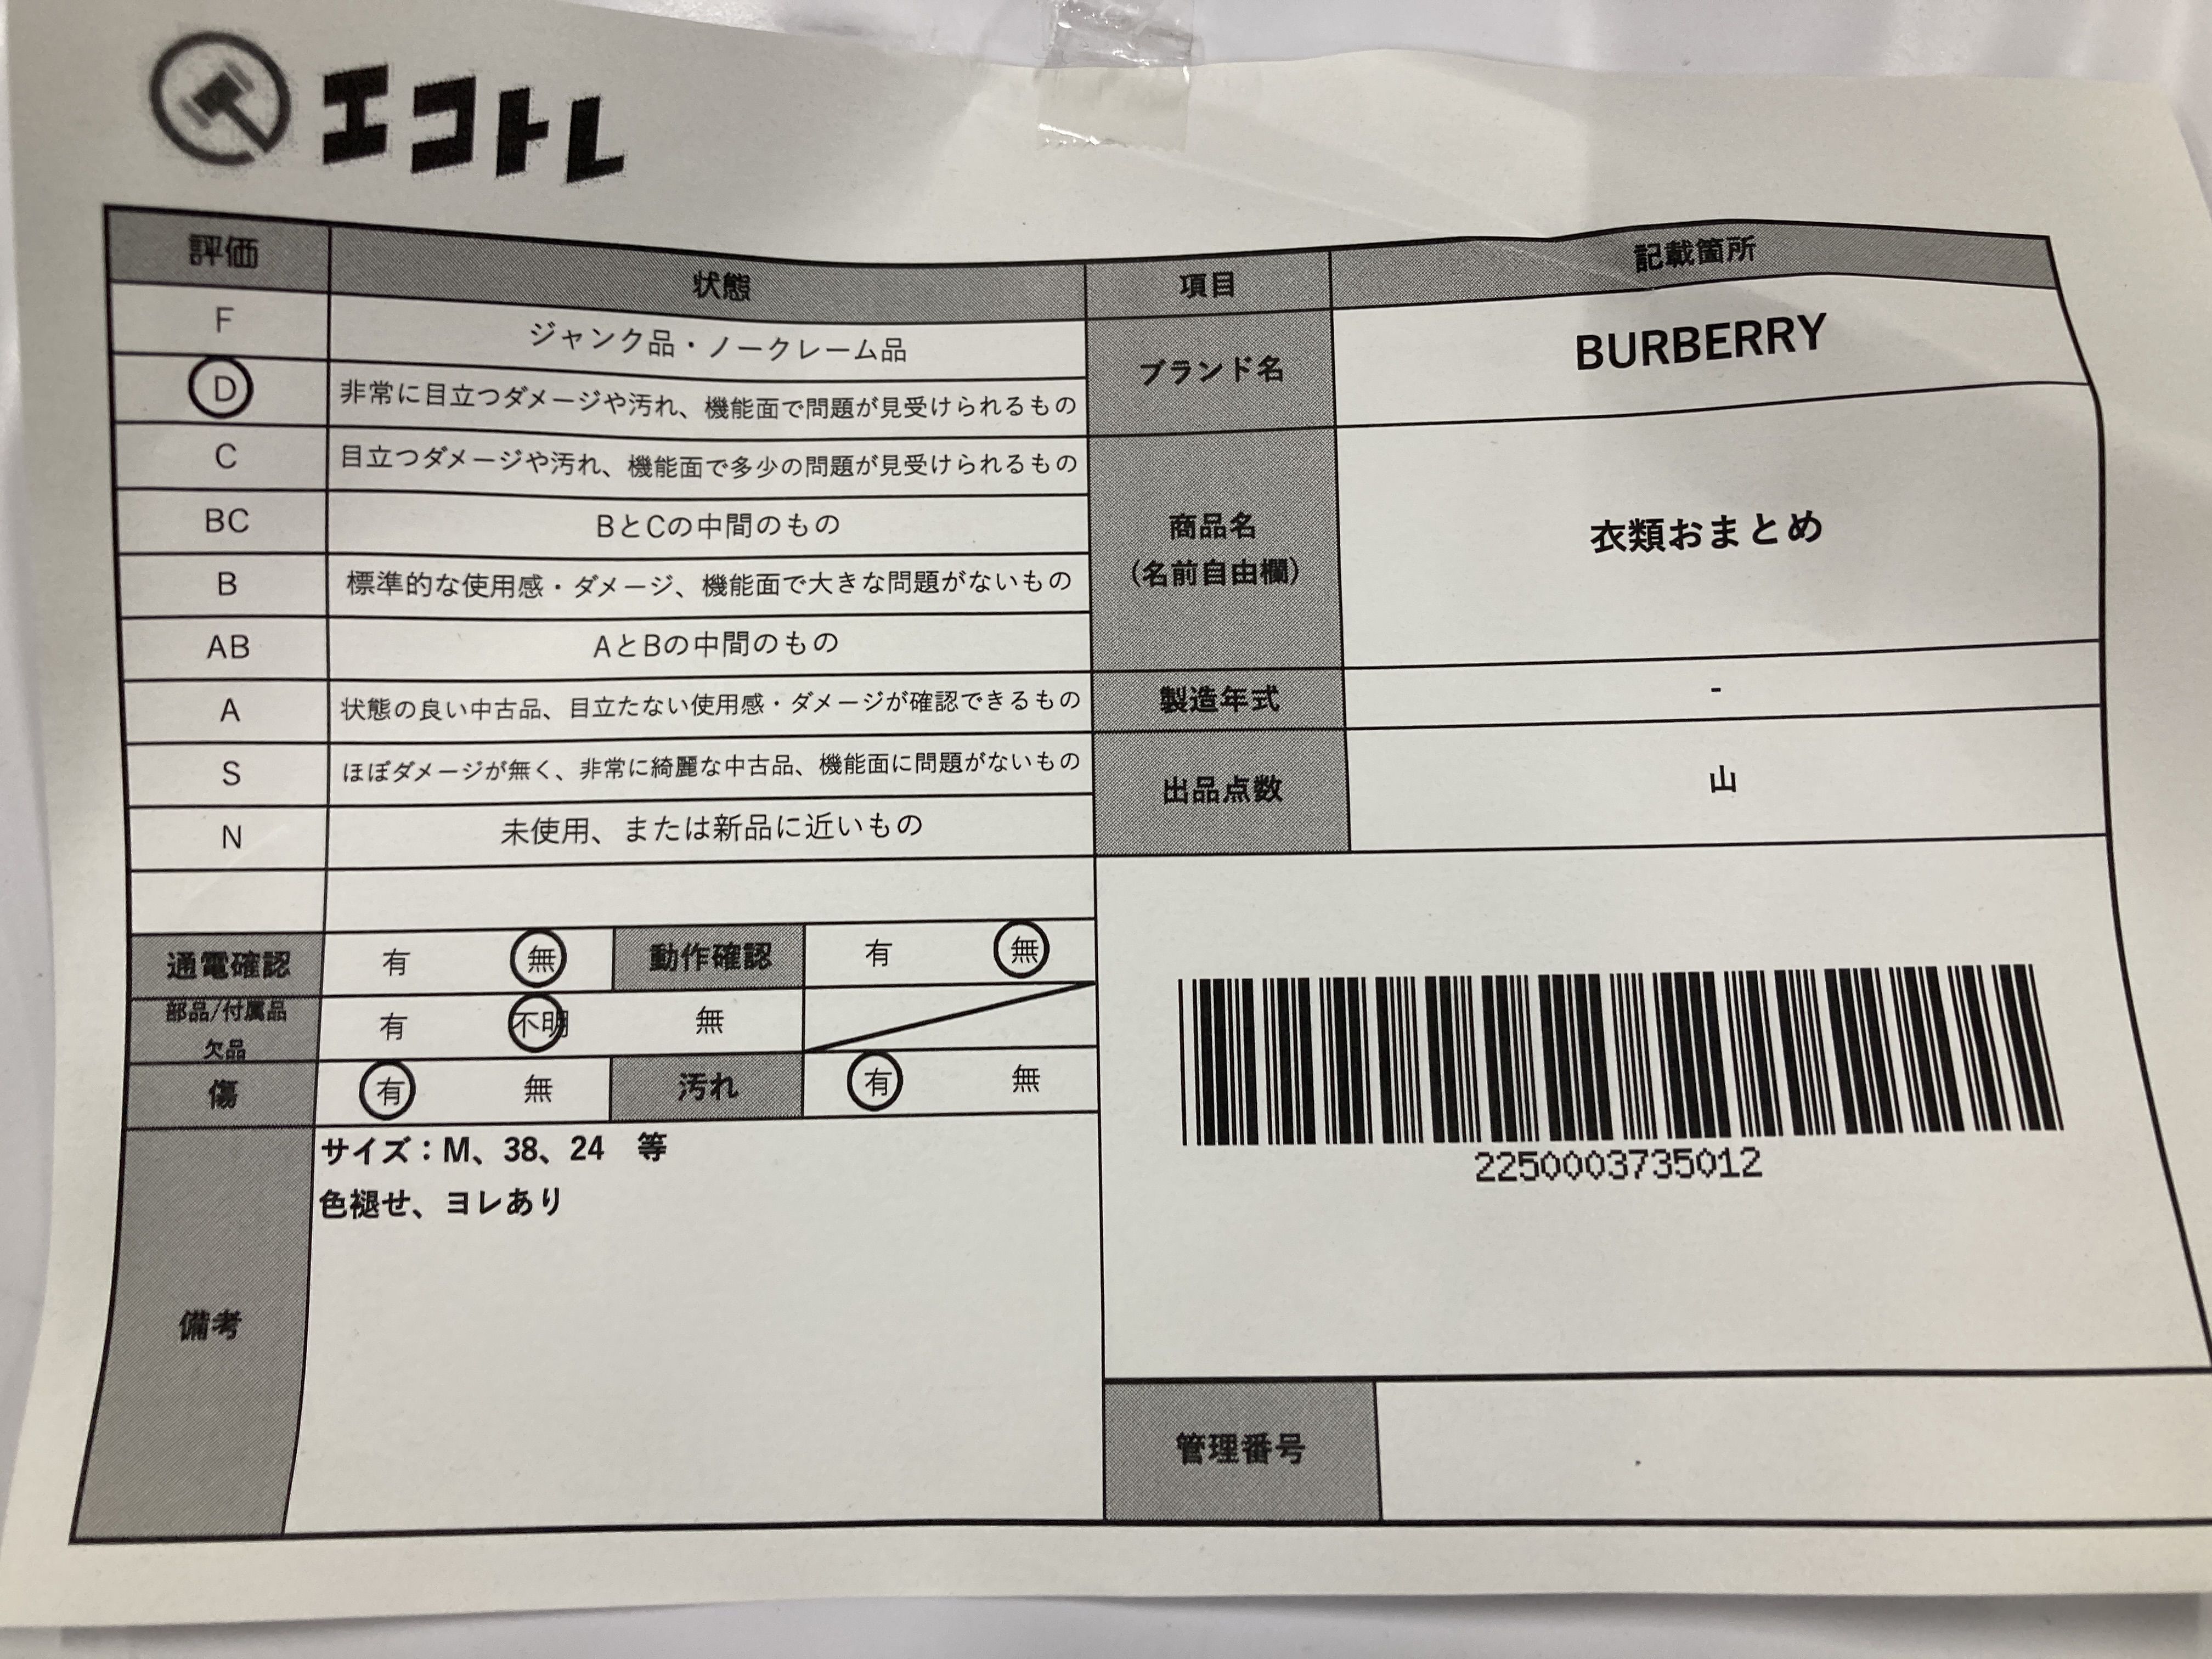 エコトレ
評価 状態 項目 記載箇所
F ジャンク品・ノークレーム品
D 非常に目立つダメージや汚れ、機能面で問題が見受けられるもの
ブランド名 BURBERRY
C 目立つダメージや汚れ、機能面で多少の問題が見受けられるもの
BC BとCの中間のもの
B 標準的な使用感・ダメージ、機能面で大きな問題がないもの
商品名
(名前自由欄)
衣類おまとめ
AB AとBの中間のもの
A 状態の良い中古品、目立たない使用感・ダメージが確認できるもの
製造年式 -
S ほぼダメージが無く、非常に綺麗な中古品、機能面に問題がないもの
出品点数 山
N 未使用、または新品に近いもの
通電確認 有 無 動作確認 有 無
部品/付属品
欠品
有 不明 無
傷 有 無 汚れ 有 無
備考
サイズ：M、38、24　等
色褪せ、ヨレあり
2250003735012
管理番号